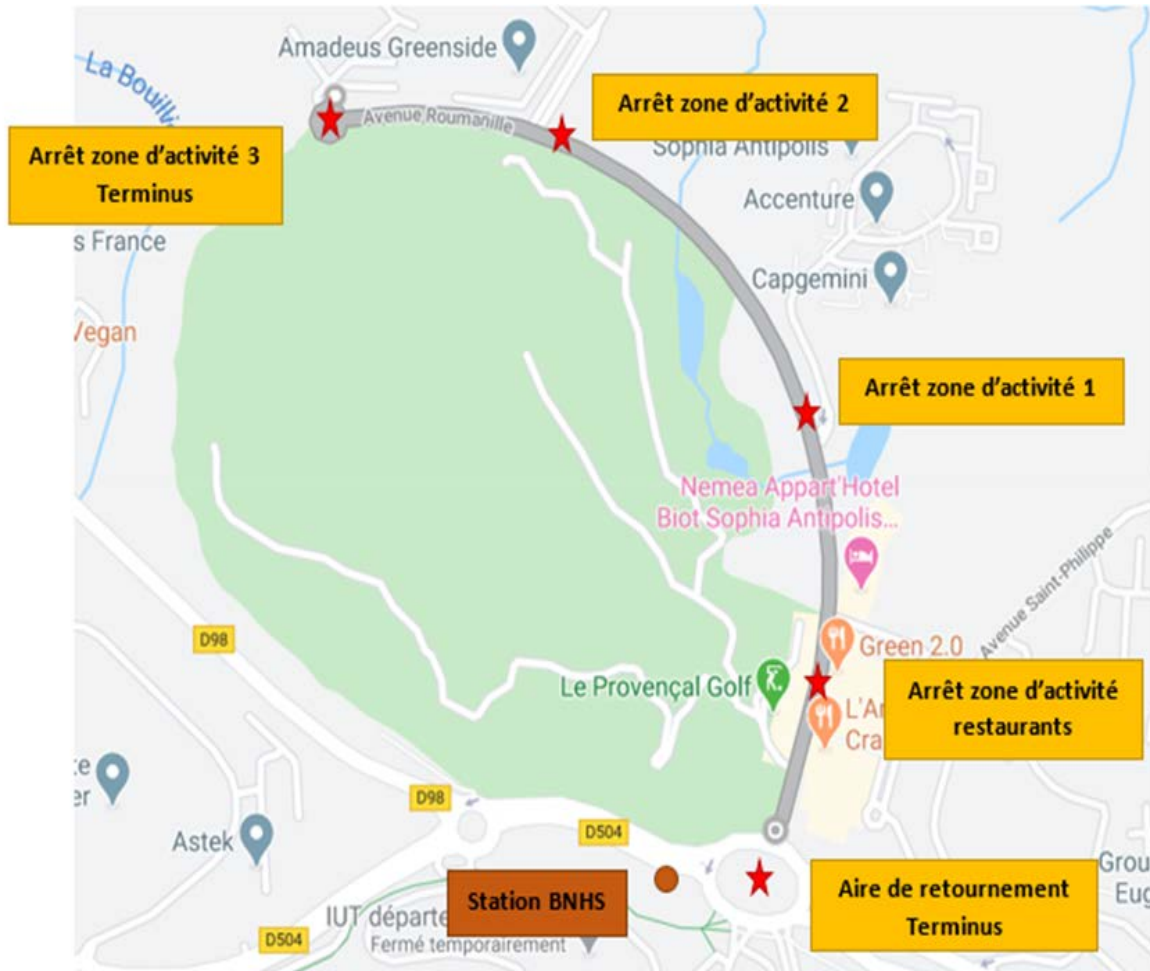 Amadeus Greenside
La Bouilli
Arrêt zone d'activité 2
Avenue Roumanille
Arrêt zone d'activité 3
Terminus
Sophia Antipolis
Accenture
s France
Capgemini
Vegan
Arrêt zone d'activité 1
Nemea Appart'Hotel
Biot Sophia Antipolis...
Avenue Saint-Philippe
D98
Green 2.0
Le Provençal Golf
Arrêt zone d'activité
restaurants
L'Ar
Cra
te
er
D98
D504
Astek
Station BNHS
Aire de retournement
Terminus
Grou
Eug
IUT départe
Fermé temporairement
D504